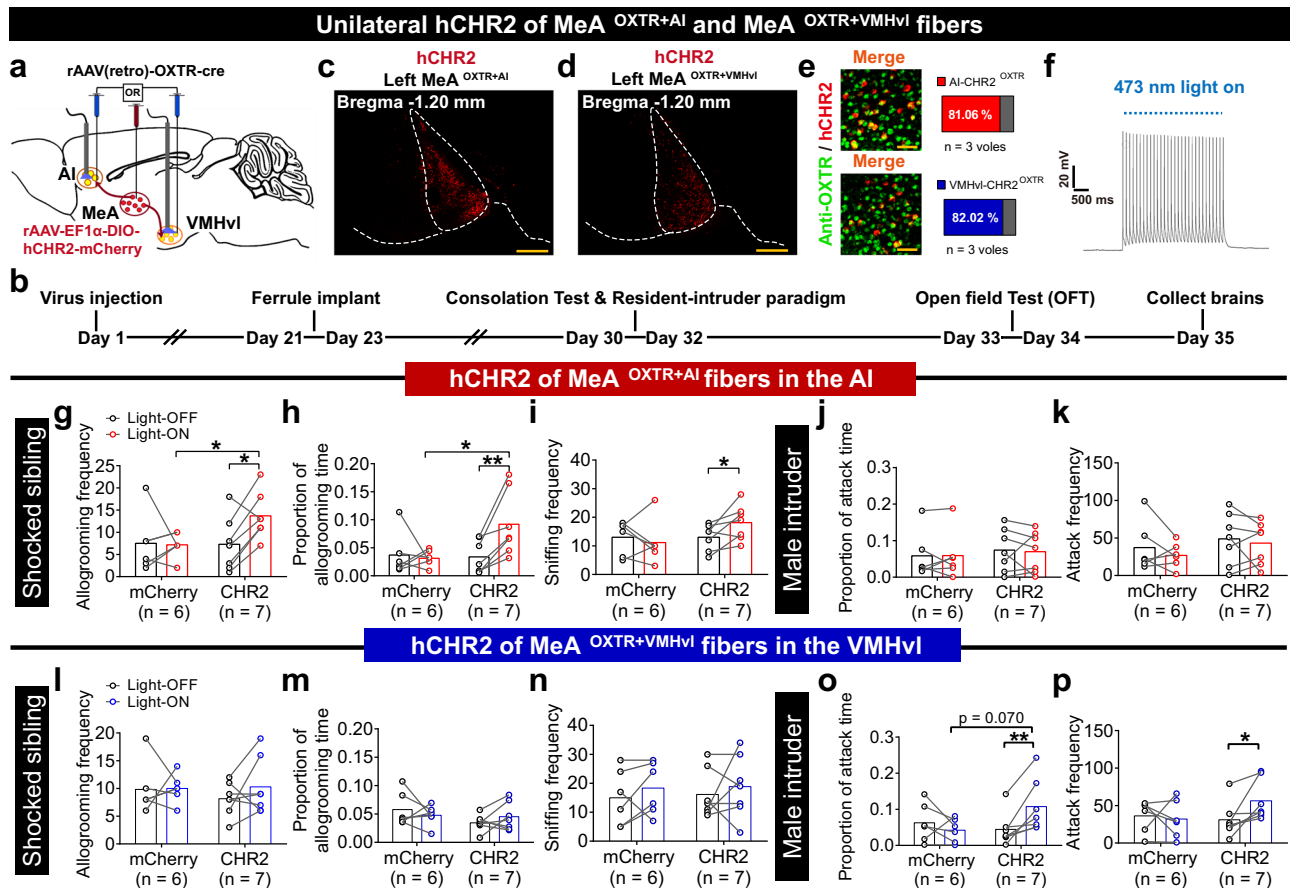 Unilateral hCHR2 of MeA OXTR+AI and MeA OXTR+VMHvl fibers
a
rAAV(retro)-OXTR-cre
OR
AI
MeA
VMHvl
rAAV-EF1α-DIO-
hCHR2-mCherry
c
hCHR2
Left MeA OXTR+AI
Bregma -1.20 mm
d
hCHR2
Left MeA OXTR+VMHvl
Bregma -1.20 mm
e
Anti-OXTR / hCHR2
Merge
Merge
AI-CHR2 OXTR
81.06 %
n = 3 voles
VMHvl-CHR2 OXTR
82.02 %
n = 3 voles
f
473 nm light on
20 mV
500 ms
b
Virus injection
Ferrule implant
Consolation Test & Resident-intruder paradigm
Open field Test (OFT)
Collect brains
Day 1
Day 21
Day 23
Day 30
Day 32
Day 33
Day 34
Day 35
hCHR2 of MeA OXTR+AI fibers in the AI
Shocked sibling
g
Light-OFF
Light-ON
Allogrooming frequency
25
20
15
10
5
0
*
*
mCherry
(n = 6)
CHR2
(n = 7)
h
Proportion of
allogrooming time
0.20
0.15
0.10
0.05
0.00
*
**
mCherry
(n = 6)
CHR2
(n = 7)
i
Sniffing frequency
40
30
20
10
0
*
mCherry
(n = 6)
CHR2
(n = 7)
Male intruder
j
Proportion of attack time
0.3
0.2
0.1
0.0
mCherry
(n = 6)
CHR2
(n = 7)
k
Attack frequency
150
100
50
0
mCherry
(n = 6)
CHR2
(n = 7)
hCHR2 of MeA OXTR+VMHvl fibers in the VMHvl
Shocked sibling
l
Light-OFF
Light-ON
Allogrooming frequency
25
20
15
10
5
0
mCherry
(n = 6)
CHR2
(n = 7)
m
Proportion of
allogrooming time
0.20
0.15
0.10
0.05
0.00
mCherry
(n = 6)
CHR2
(n = 7)
n
Sniffing frequency
40
30
20
10
0
mCherry
(n = 6)
CHR2
(n = 7)
Male intruder
o
Proportion of attack time
0.3
0.2
0.1
0.0
p = 0.070
**
mCherry
(n = 6)
CHR2
(n = 7)
p
Attack frequency
150
100
50
0
*
mCherry
(n = 6)
CHR2
(n = 7)